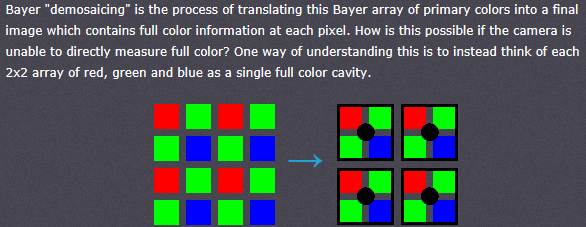 Bayer "demosaicing" is the process of translating this Bayer array of primary colors into a final
image which contains full color information at each pixel. How is this possible if the camera is
unable to directly measure full color? One way of understanding this is to instead think of each
2x2 array of red, green and blue as a single full color cavity.